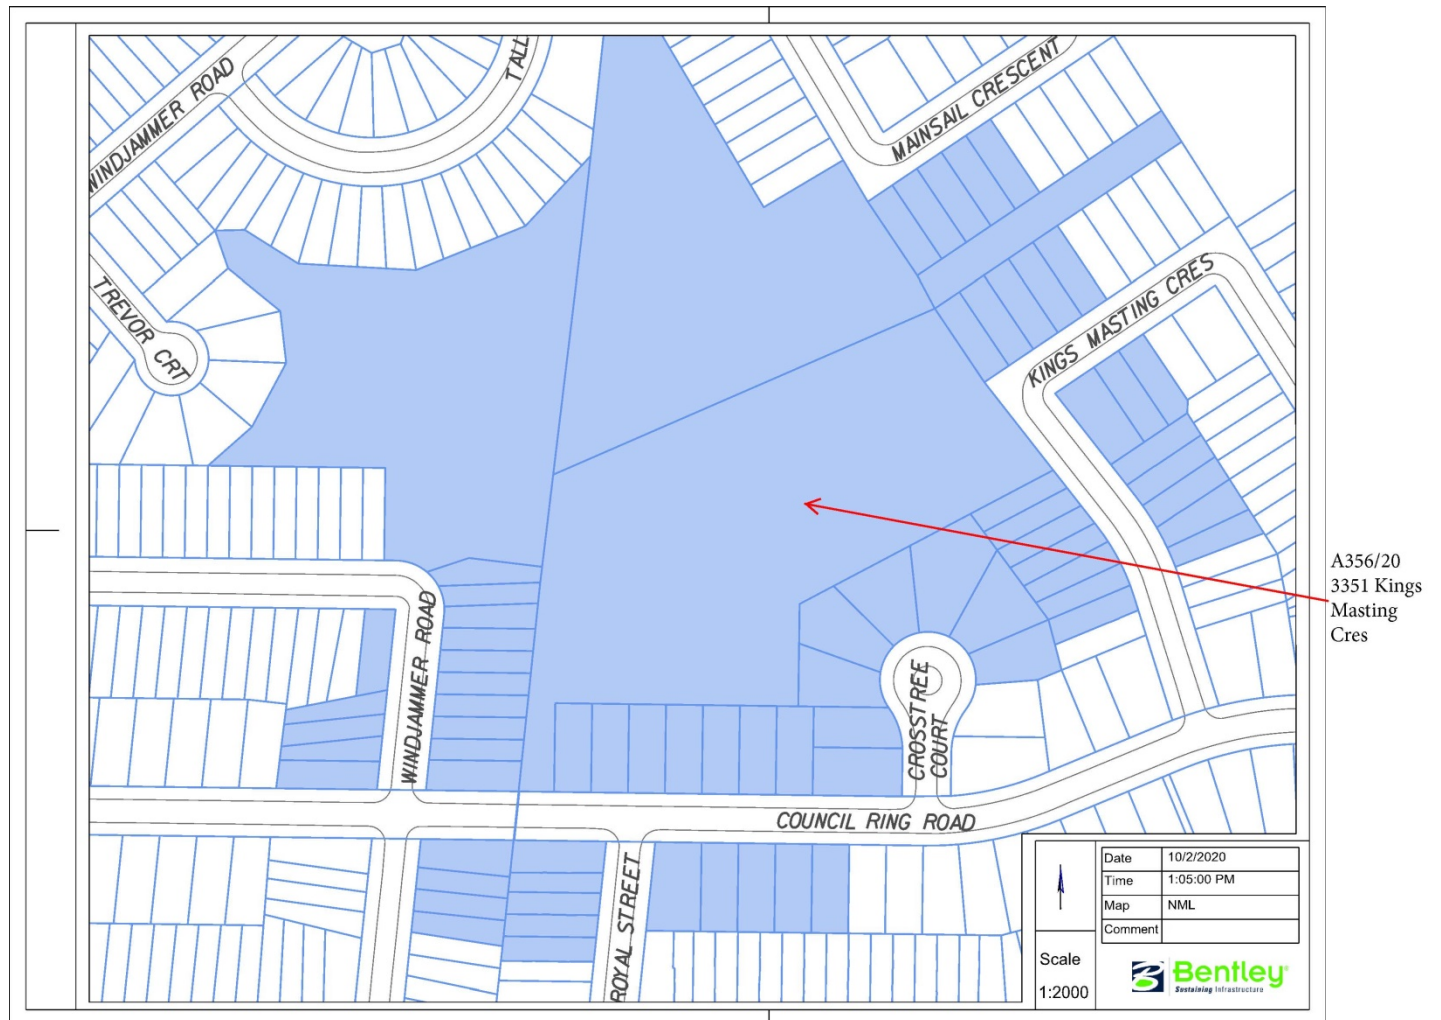 WINDJAMMER ROAD
TALL
MAINSAIL CRESCENT
TREVOR CRT
KINGS MASTING CRES
A356/20
3351 Kings
Masting
Cres
WINDJAMMER ROAD
CROSSTREE
COURT
COUNCIL RING ROAD
ROYAL STREET
Date 10/2/2020
Time 1:05:00 PM
Map NML
Comment
Scale
1:2000
Bentley
Sustaining Infrastructure